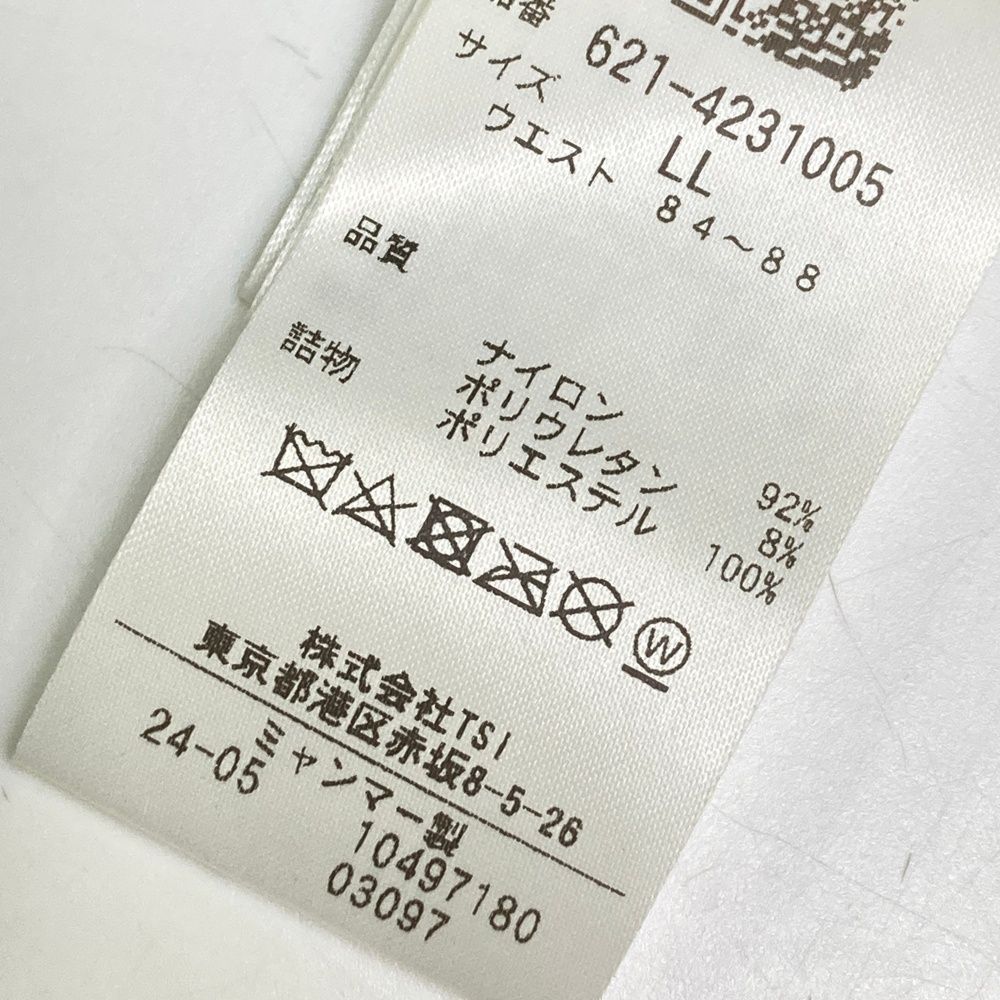 品番 621-4231005
サイズ LL
ウエスト 84～88
品質
ナイロン 92%
ポリウレタン 8%
詰物 ポリエステル 100%
W
株式会社TSI
東京都港区赤坂8-5-26
ミャンマー製
24-05 10497180
03097